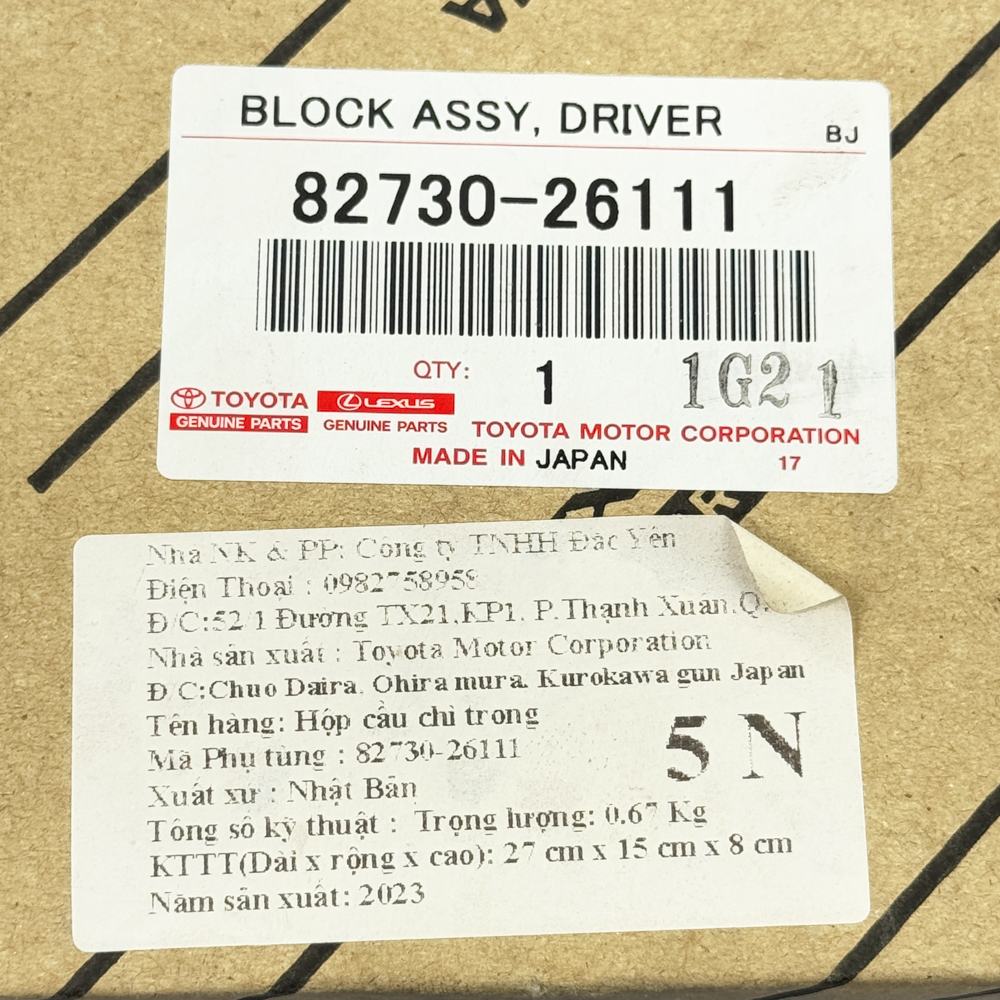 BLOCK ASSY, DRIVER
BJ
82730-26111
QTY: 1
1G2 1
TOYOTA
GENUINE PARTS
LEXUS
GENUINE PARTS
TOYOTA MOTOR CORPORATION
MADE IN JAPAN
17
Nhà NK & PP: Công ty TNHH Đắc Yên
Điện Thoại : 0982758958
Đ/C:52/1 Đường TX21,KP1, P.Thạnh Xuân,Q.
Nhà sản xuất : Toyota Motor Corporation
Đ/C:Chuo Daira. Ohira mura. Kurokawa gun Japan
Tên hàng: Hộp cầu chì trong
Mã Phụ tùng : 82730-26111
5 N
Xuất xứ : Nhật Bản
Tông số kỹ thuật : Trọng lượng: 0.67 Kg
KTTT(Dài x rộng x cao): 27 cm x 15 cm x 8 cm
Năm sản xuất: 2023